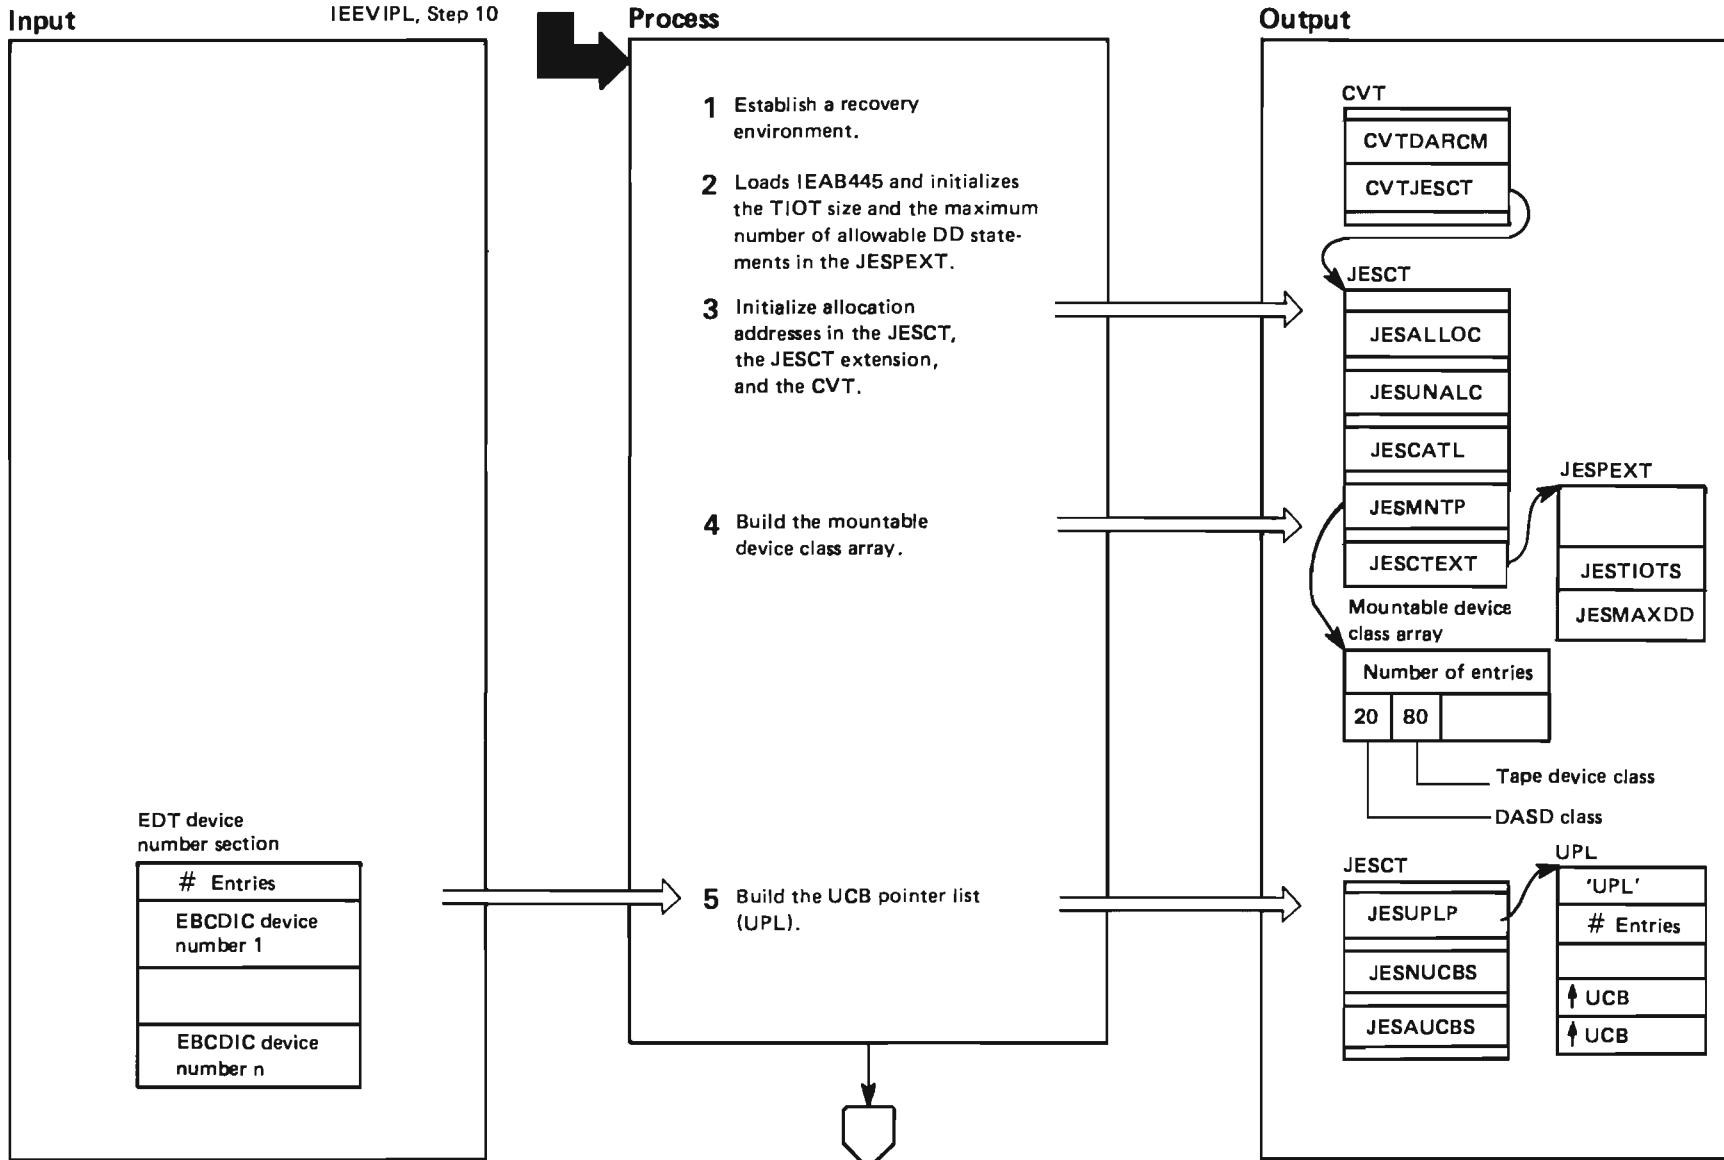 Input
IEEVIPL, Step 10
Process
Output
1 Establish a recovery
environment.
2 Loads IEAB445 and initializes
the TIOT size and the maximum
number of allowable DD state-
ments in the JESPEXT.
3 Initialize allocation
addresses in the JESCT,
the JESCT extension,
and the CVT.
4 Build the mountable
device class array.
5 Build the UCB pointer list
(UPL).
EDT device
number section
# Entries
EBCDIC device
number 1
EBCDIC device
number n
CVT
CVTDARCM
CVTJESCT
JESCT
JESALLOC
JESUNALC
JESCATL
JESMNTP
JESCTEXT
JESPEXT
JESTIOTS
JESMAXDD
Mountable device
class array
Number of entries
20 80
Tape device class
DASD class
JESCT
JESUPLP
JESNUCBS
JESAUCBS
UPL
'UPL'
# Entries
UCB
UCB